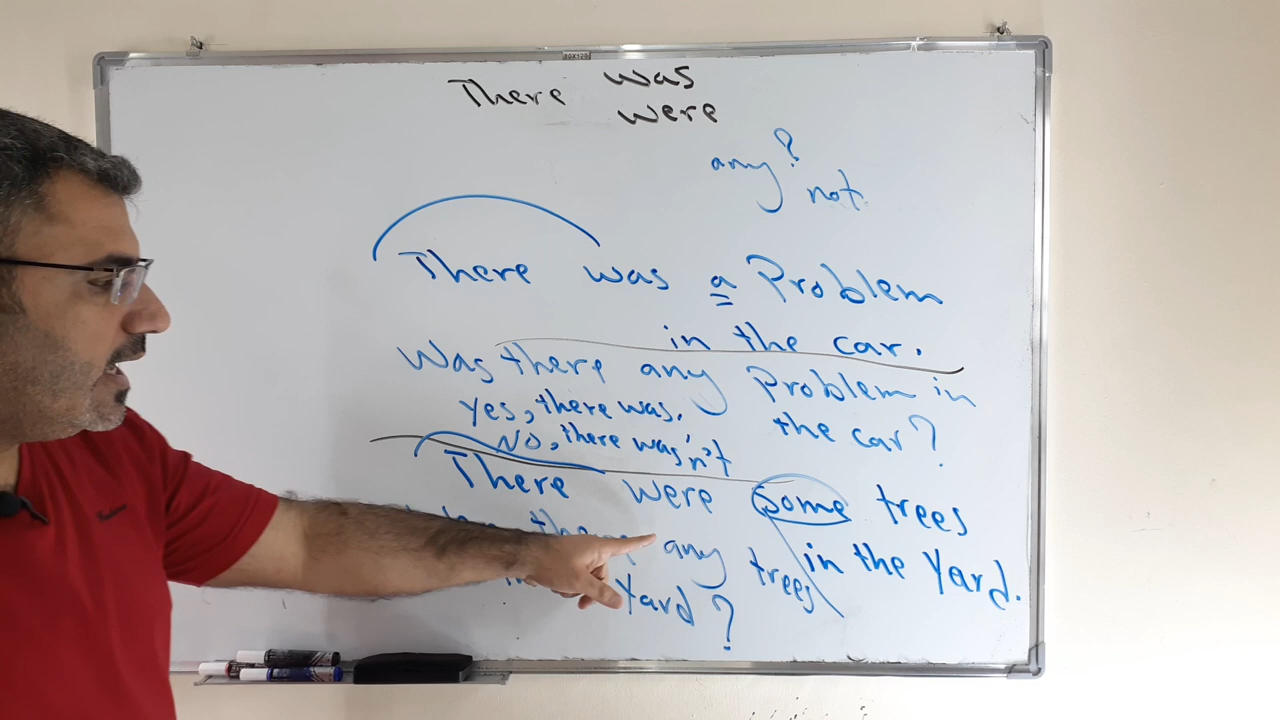 There was
were
any?
not
There was a Problem
in the car.
Was there any Problem in
the car?
Yes, there was.
No, there wasn't
There were some trees
in the Yard.
any trees
Yard?